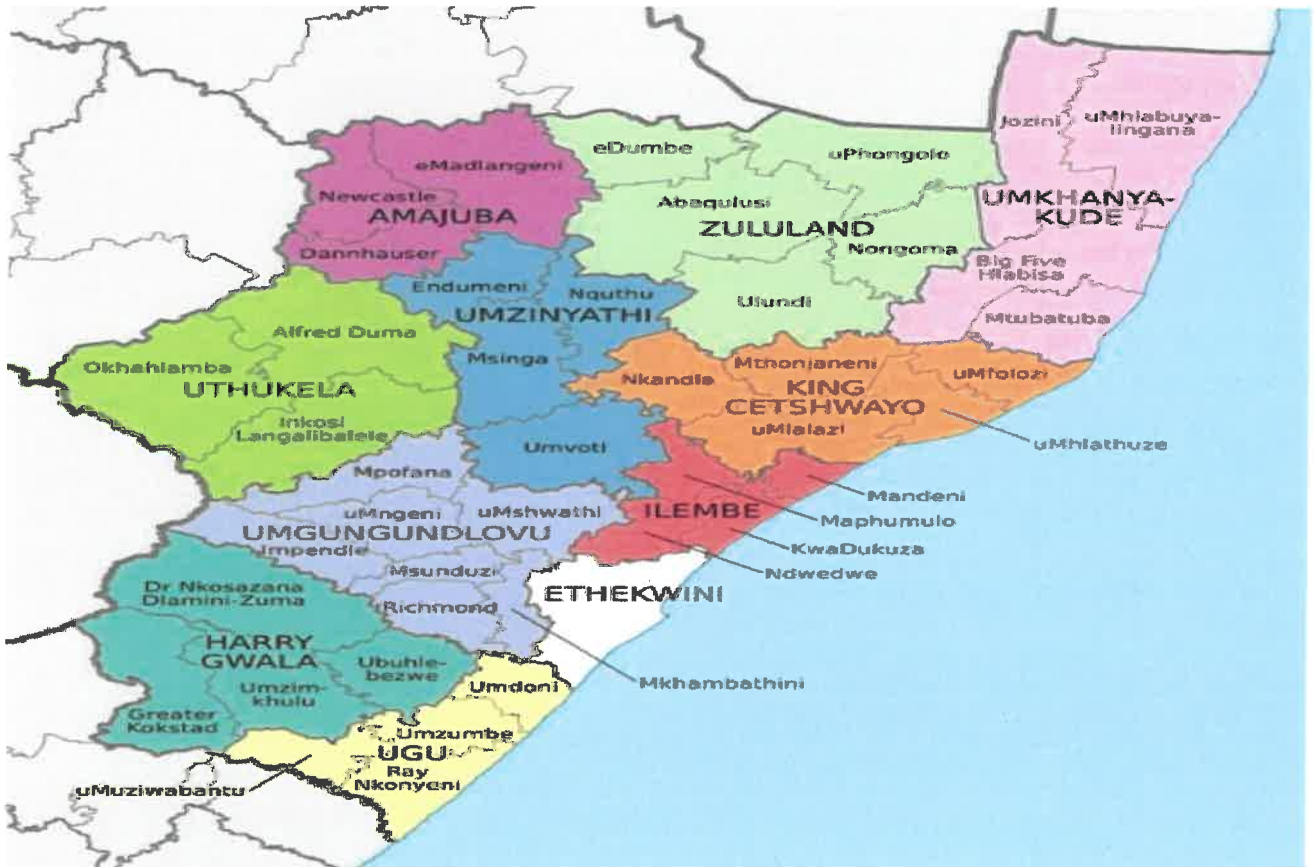 Jozini
uMhlabuya-
lingana
eDumbe
uPhongolo
eMadlangeni
Newcastle
AMAJUBA
Dannhauser
Abaqulusi
ZULULAND
Nongoma
Ulundi
UMKHANYA-
KUDE
Big Five
Hlabisa
Mtubatuba
Endumeni
Nquthu
UMZINYATHI
Msinga
Umvoti
Alfred Duma
Okhahlamba
UTHUKELA
Inkosi
Langalibalele
Mthonjaneni
Nkandla
KING
CETSHWAYO
uMfolozi
uMlalazi
uMhlathuze
Mpofana
uMngeni
uMshwathi
UMGUNGUNDLOVU
Impendle
Msunduzi
Richmond
Mkhambathini
ILEMBE
Mandeni
Maphumulo
KwaDukuza
Ndwedwe
ETHEKWINI
Dr Nkosazana
Dlamini-Zuma
HARRY
GWALA
Ubuhle-
bezwe
Umzim-
khulu
Greater
Kokstad
Umdoni
Umzumbe
UGU
Ray
Nkonyeni
uMuziwabantu